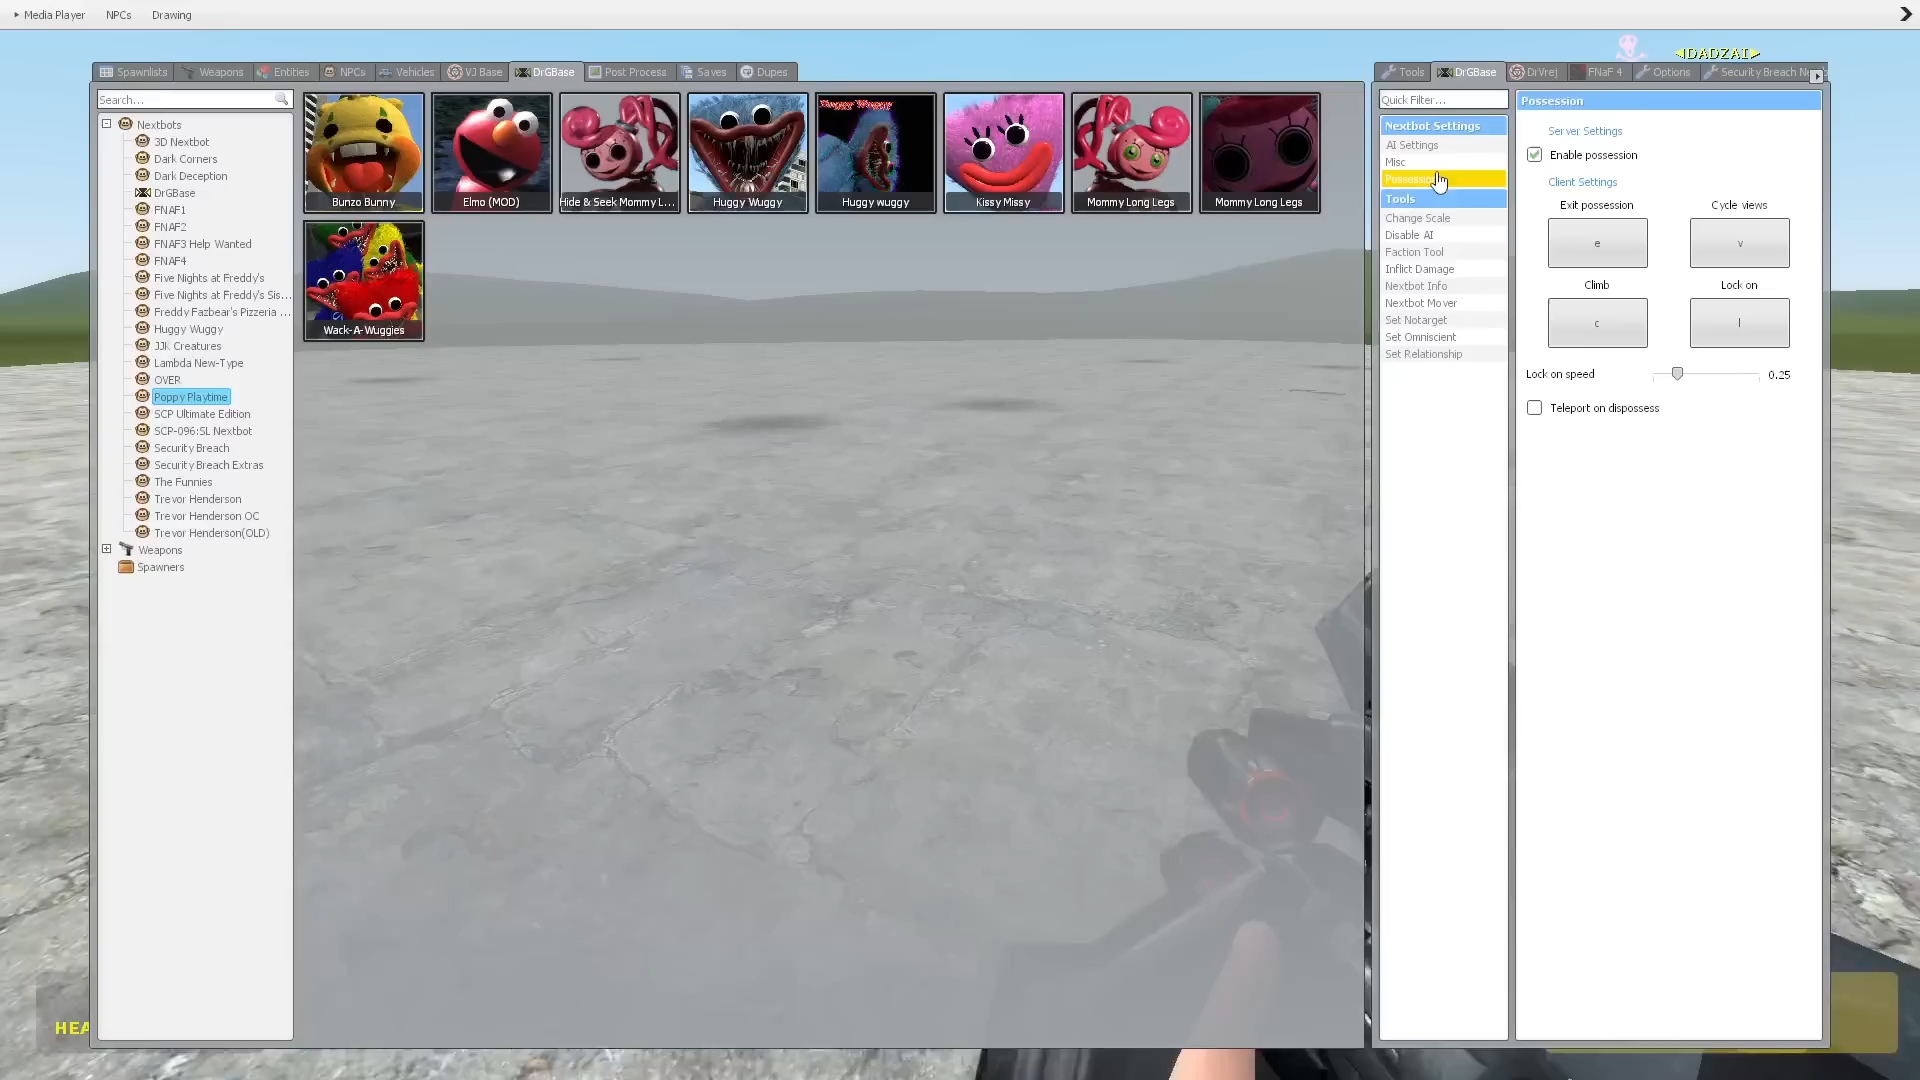 Media Player NPCs Drawing
◄DADZAI►
Spawnlists Weapons Entities NPCs Vehicles VJ Base DrGBase Post Process Saves Dupes
Tools DrGBase DrVrej FNaF 4 Options Security Breach
Search...
Nextbots
3D Nextbot
Dark Corners
Dark Deception
DrGBase
FNAF1
FNAF2
FNAF3 Help Wanted
FNAF4
Five Nights at Freddy's
Five Nights at Freddy's Sis...
Freddy Fazbear's Pizzeria ...
Huggy Wuggy
JJK Creatures
Lambda New-Type
OVER
Poppy Playtime
SCP Ultimate Edition
SCP-096:SL Nextbot
Security Breach
Security Breach Extras
The Funnies
Trevor Henderson
Trevor Henderson OC
Trevor Henderson(OLD)
Weapons
Spawners
Huggy Wuggy
Bunzo Bunny
Elmo (MOD)
Hide & Seek Mommy L...
Huggy Wuggy
Huggy wuggy
Kissy Missy
Mommy Long Legs
Mommy Long Legs
Wack-A-Wuggies
Quick Filter...
Nextbot Settings
AI Settings
Misc
Possession
Tools
Change Scale
Disable AI
Faction Tool
Inflict Damage
Nextbot Info
Nextbot Mover
Set Notarget
Set Omniscient
Set Relationship
Possession
Server Settings
Enable possession
Client Settings
Exit possession Cycle views
e v
Climb Lock on
c l
Lock on speed 0.25
Teleport on dispossess
HEA